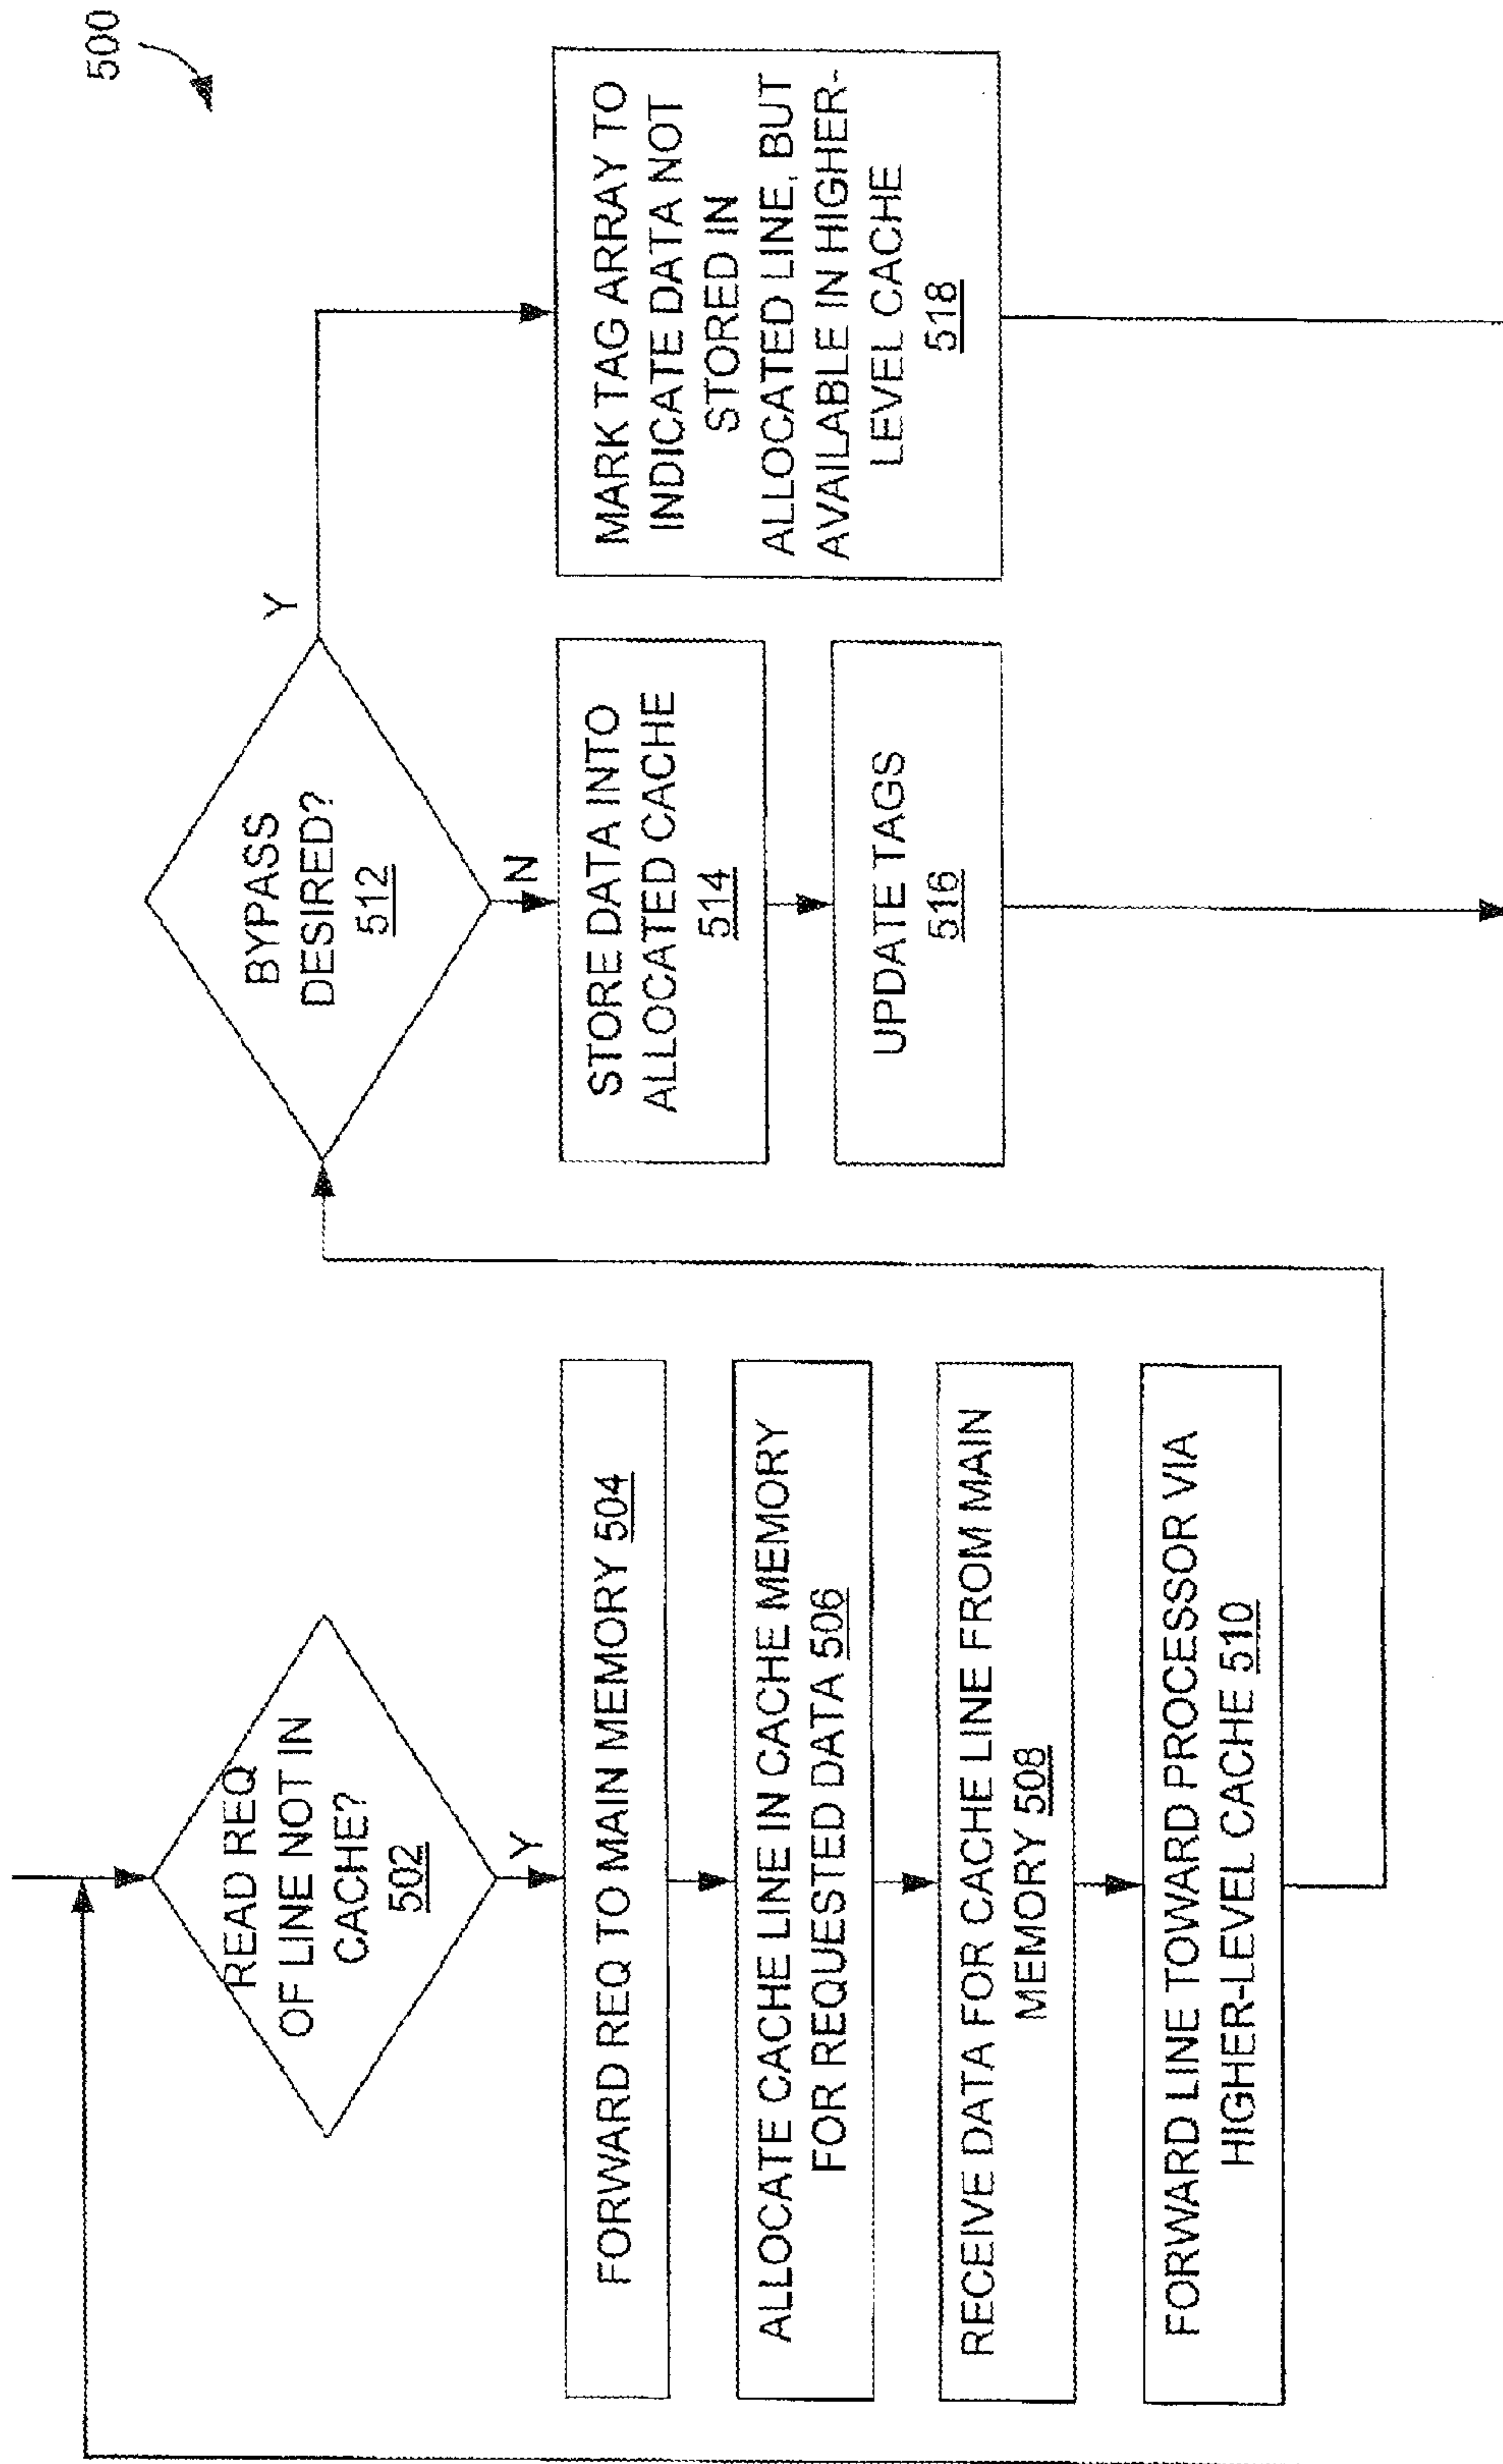 500
READ REQ
OF LINE NOT IN
CACHE?
502
Y
FORWARD REQ TO MAIN MEMORY 504
ALLOCATE CACHE LINE IN CACHE MEMORY
FOR REQUESTED DATA 506
RECEIVE DATA FOR CACHE LINE FROM MAIN
MEMORY 508
FORWARD LINE TOWARD PROCESSOR VIA
HIGHER-LEVEL CACHE 510
BYPASS
DESIRED?
512
Y
N
STORE DATA INTO
ALLOCATED CACHE
514
UPDATE TAGS
516
MARK TAG ARRAY TO
INDICATE DATA NOT
STORED IN
ALLOCATED LINE, BUT
AVAILABLE IN HIGHER-
LEVEL CACHE
518